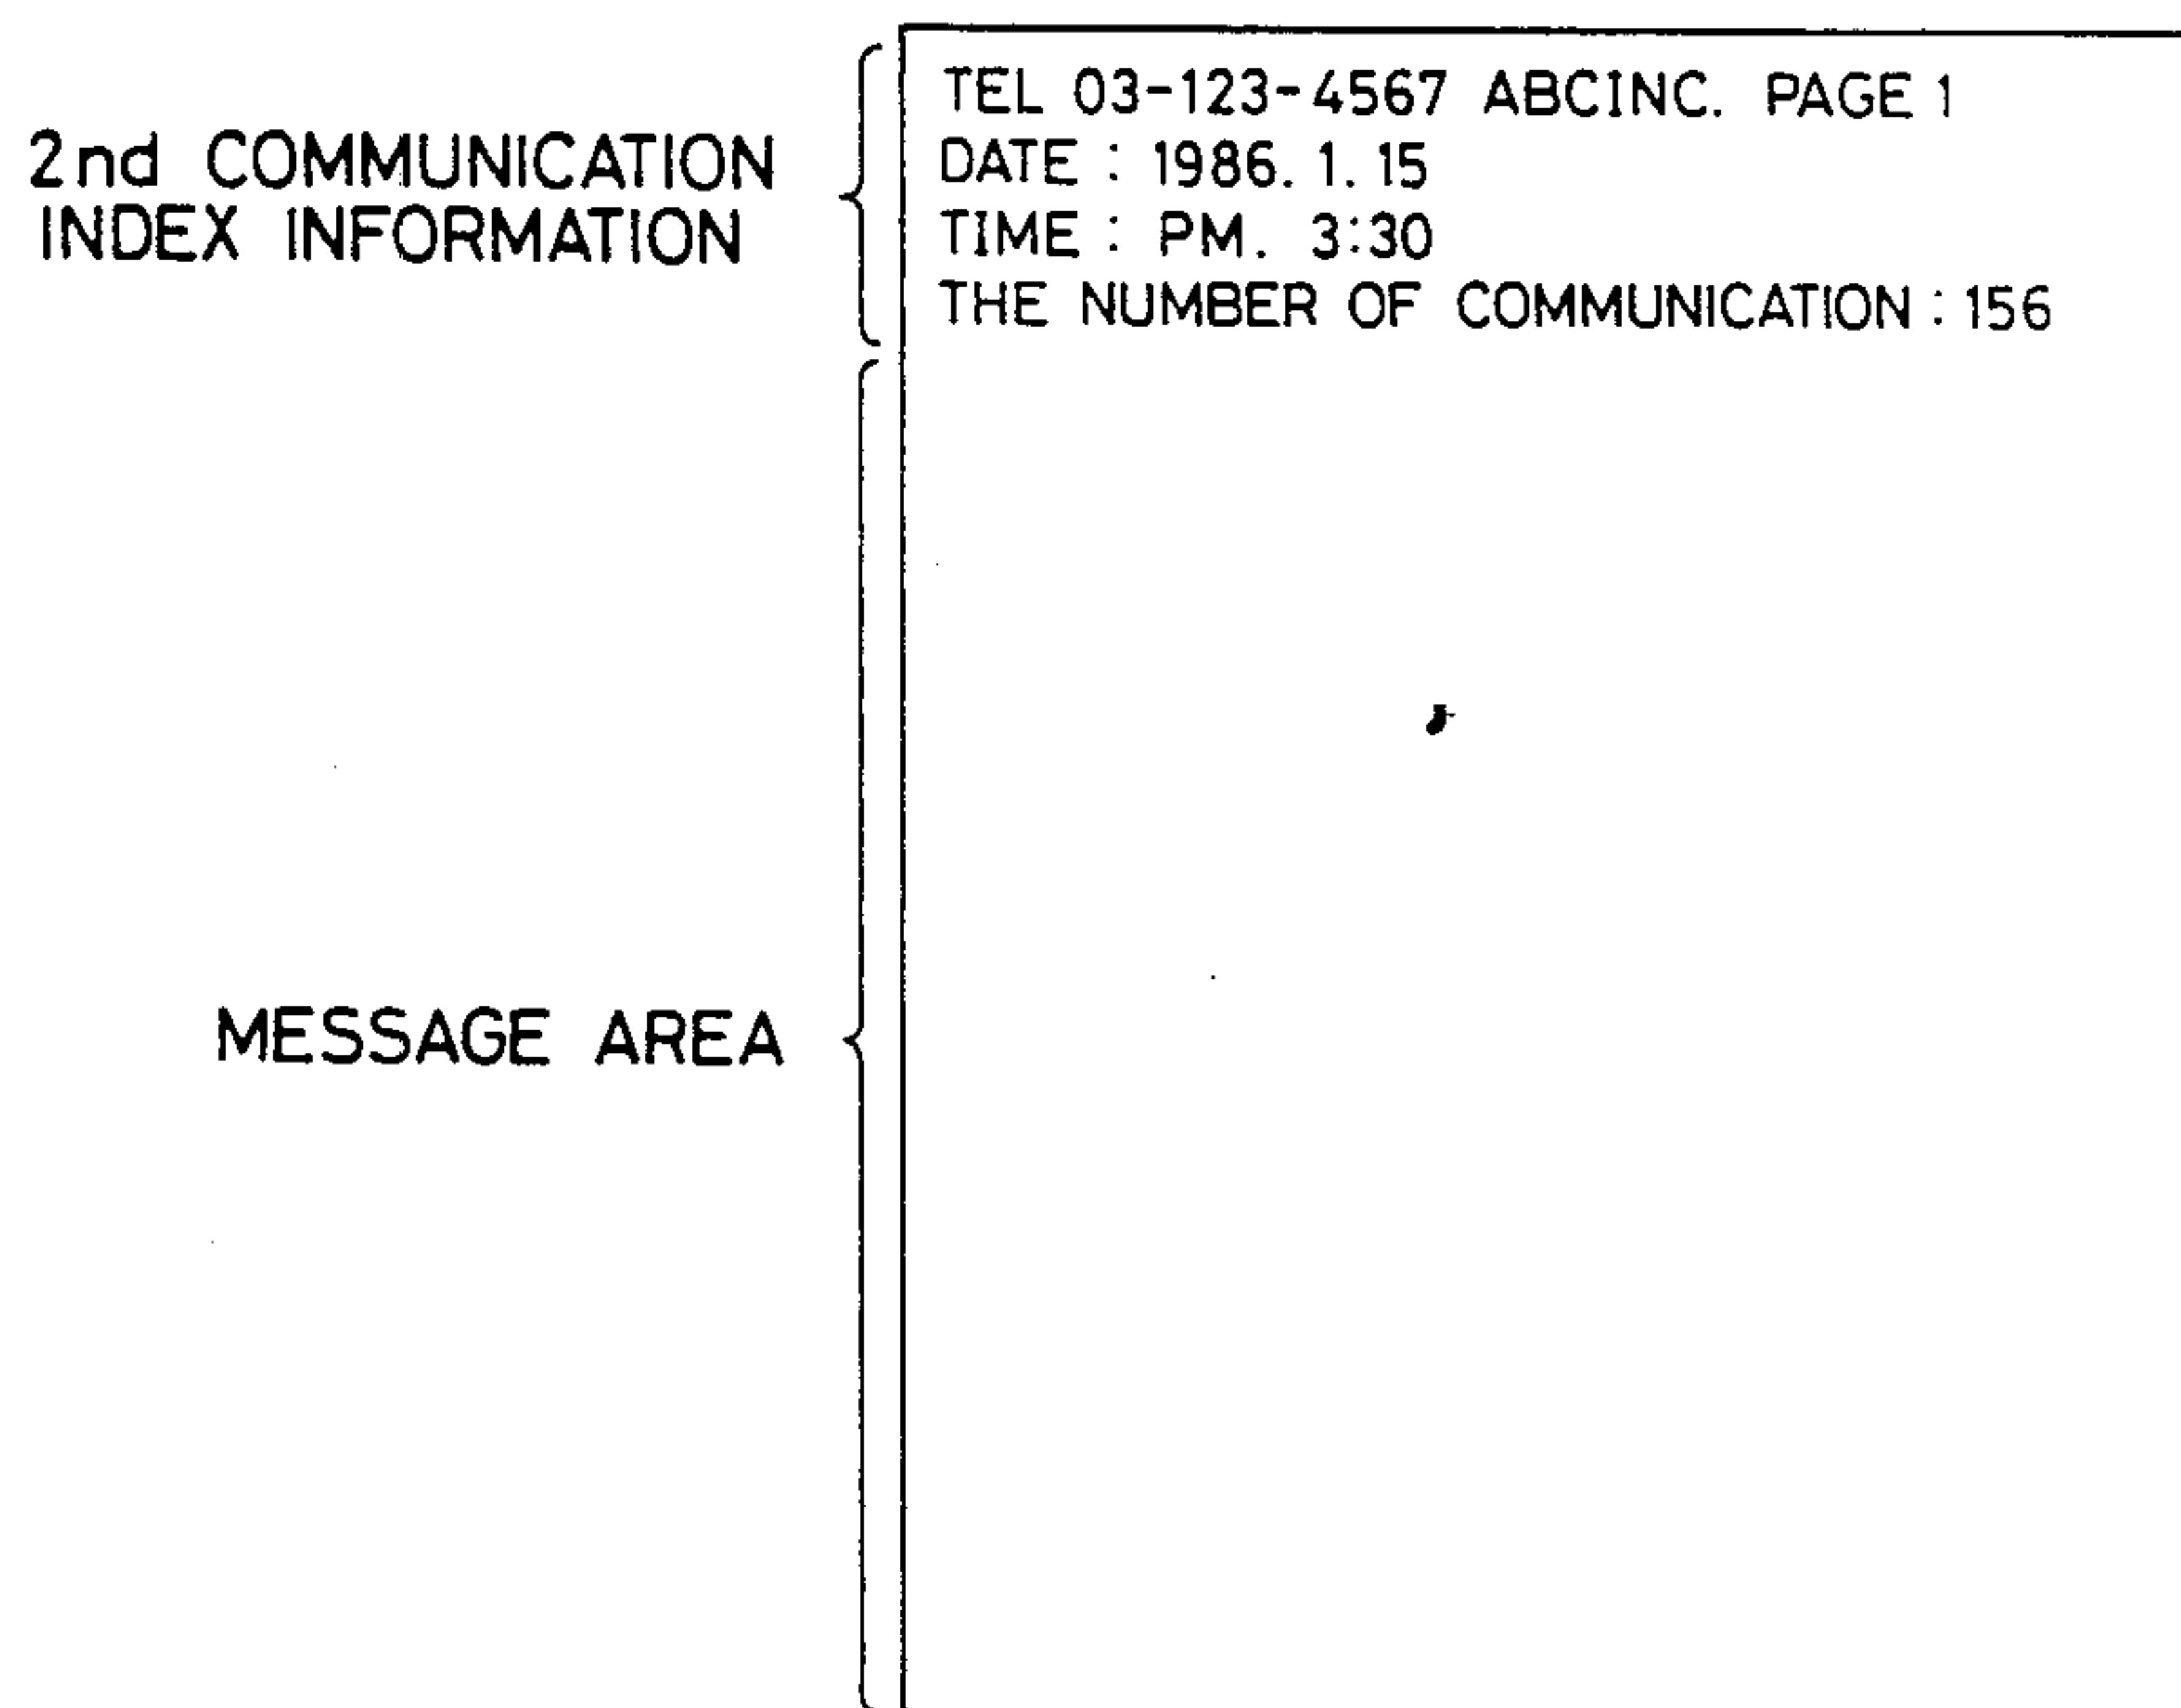 2nd COMMUNICATION
INDEX INFORMATION
TEL 03-123-4567 ABCINC. PAGE 1
DATE : 1986. 1. 15
TIME : PM. 3:30
THE NUMBER OF COMMUNICATION : 156
MESSAGE AREA